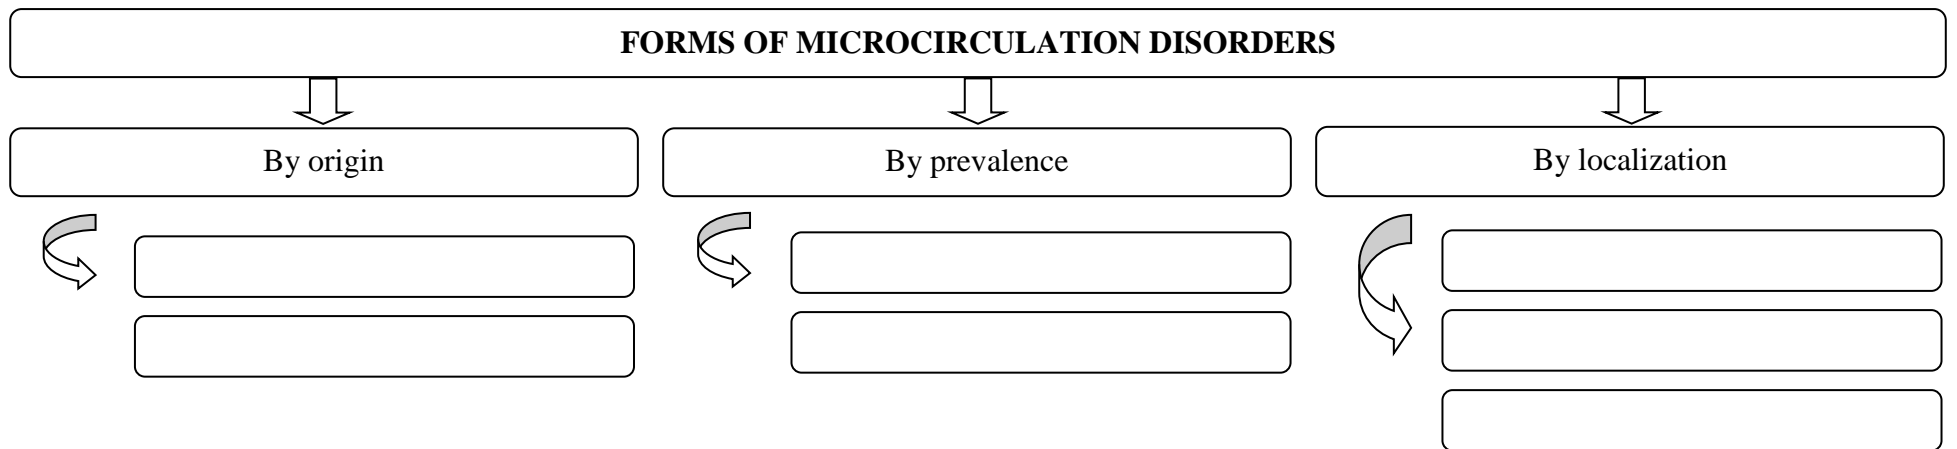 FORMS OF MICROCIRCULATION DISORDERS
By origin
By prevalence
By localization